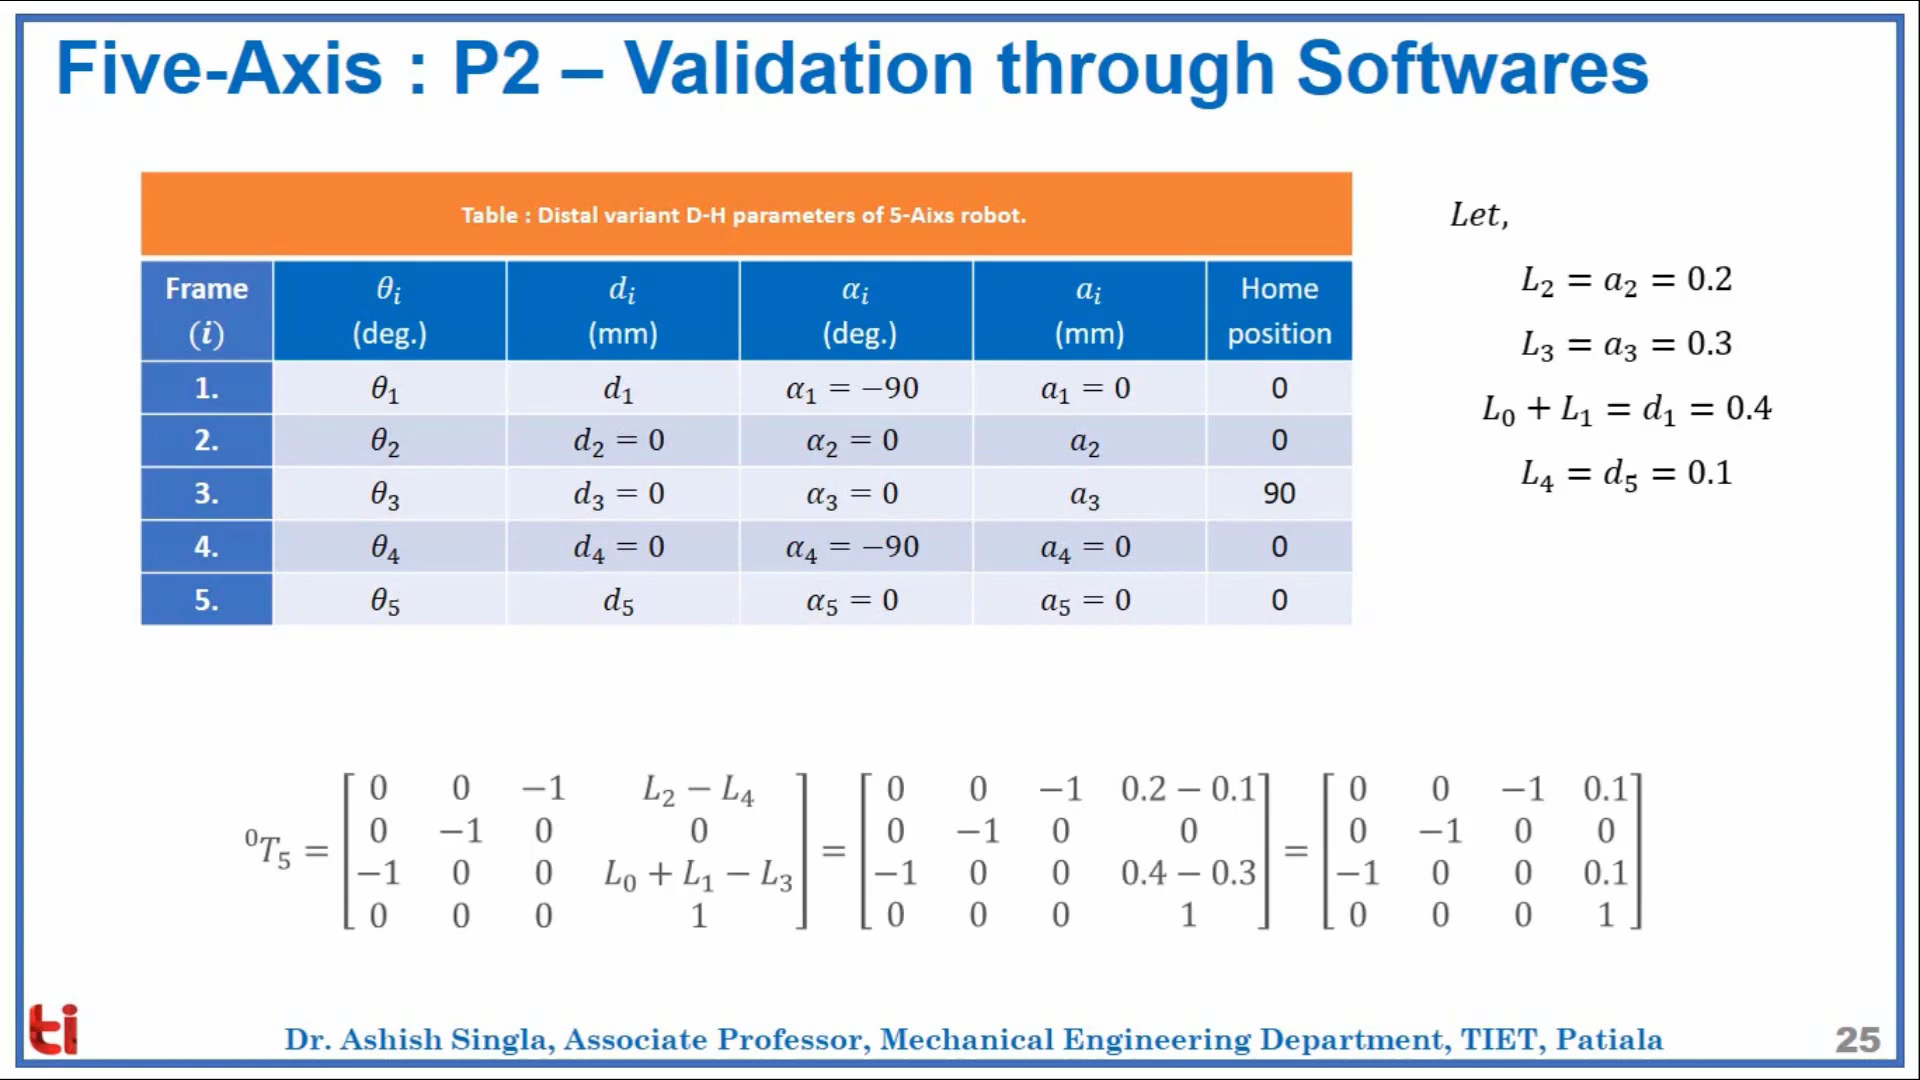 Five-Axis : P2 – Validation through Softwares
Table : Distal variant D-H parameters of 5-Aixs robot.
Frame (i) θᵢ (deg.) dᵢ (mm) αᵢ (deg.) aᵢ (mm) Home position
1. θ₁ d₁ α₁ = −90 a₁ = 0 0
2. θ₂ d₂ = 0 α₂ = 0 a₂ 0
3. θ₃ d₃ = 0 α₃ = 0 a₃ 90
4. θ₄ d₄ = 0 α₄ = −90 a₄ = 0 0
5. θ₅ d₅ α₅ = 0 a₅ = 0 0
Let,
L₂ = a₂ = 0.2
L₃ = a₃ = 0.3
L₀ + L₁ = d₁ = 0.4
L₄ = d₅ = 0.1
⁰T₅ = [0 0 −1 L₂ − L₄
0 −1 0 0
−1 0 0 L₀ + L₁ − L₃
0 0 0 1]
= [0 0 −1 0.2 − 0.1
0 −1 0 0
−1 0 0 0.4 − 0.3
0 0 0 1]
= [0 0 −1 0.1
0 −1 0 0
−1 0 0 0.1
0 0 0 1]
ti
Dr. Ashish Singla, Associate Professor, Mechanical Engineering Department, TIET, Patiala
25